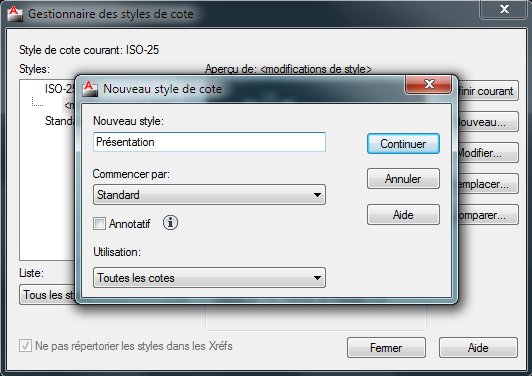 Gestionnaire des styles de cote
Style de cote courant: ISO-25
Styles:
Aperçu de: <modifications de style>
ISO-
Standa
Nouveau style de cote
Nouveau style:
Présentation
Commencer par:
Standard
Annotatif
Utilisation:
Toutes les cotes
Continuer
Annuler
Aide
finir courant
ouveau...
Modifier...
emplacer...
omparer...
Liste:
Tous les st
Ne pas répertorier les styles dans les Xréfs
Fermer
Aide